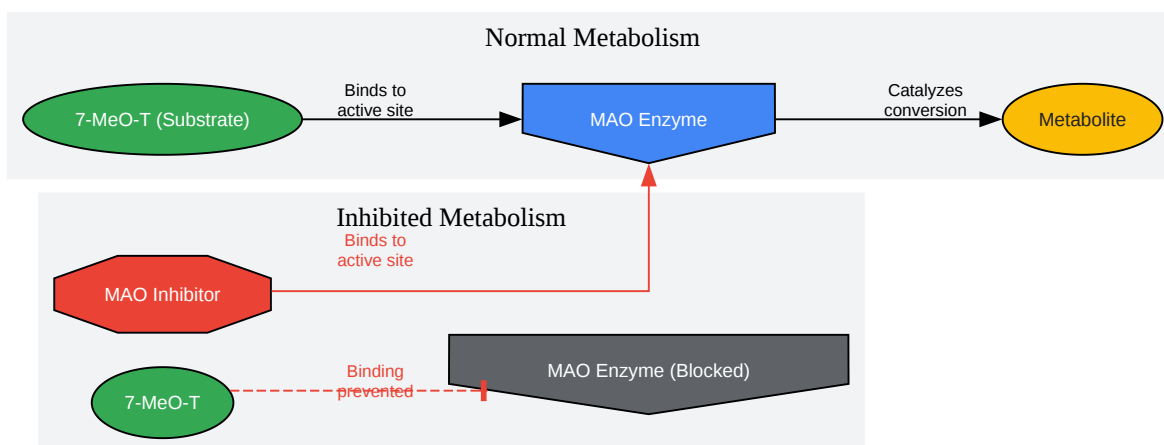 Normal Metabolism
7-MeO-T (Substrate)
Binds to
active site
MAO Enzyme
Catalyzes
conversion
Metabolite
Inhibited Metabolism
Binds to
active site
MAO Inhibitor
MAO Enzyme (Blocked)
Binding
prevented
7-MeO-T